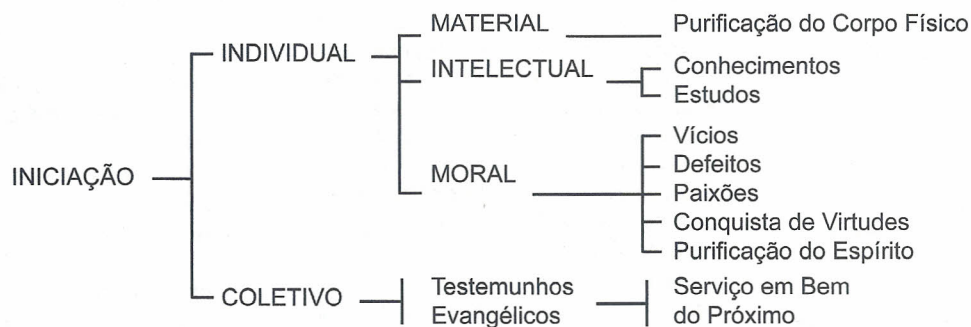 INICIAÇÃO
INDIVIDUAL
MATERIAL
Purificação do Corpo Físico
INTELECTUAL
Conhecimentos
Estudos
MORAL
Vícios
Defeitos
Paixões
Conquista de Virtudes
Purificação do Espírito
COLETIVO
Testemunhos
Evangélicos
Serviço em Bem
do Próximo